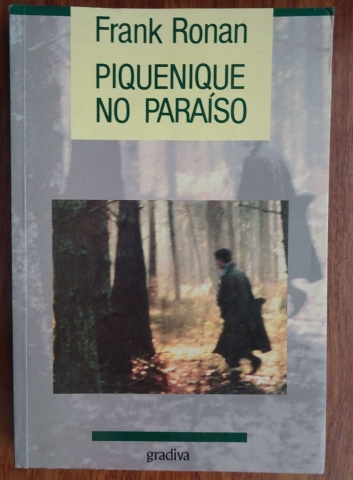 Frank Ronan
PIQUENIQUE
NO PARAÍSO
gradiva